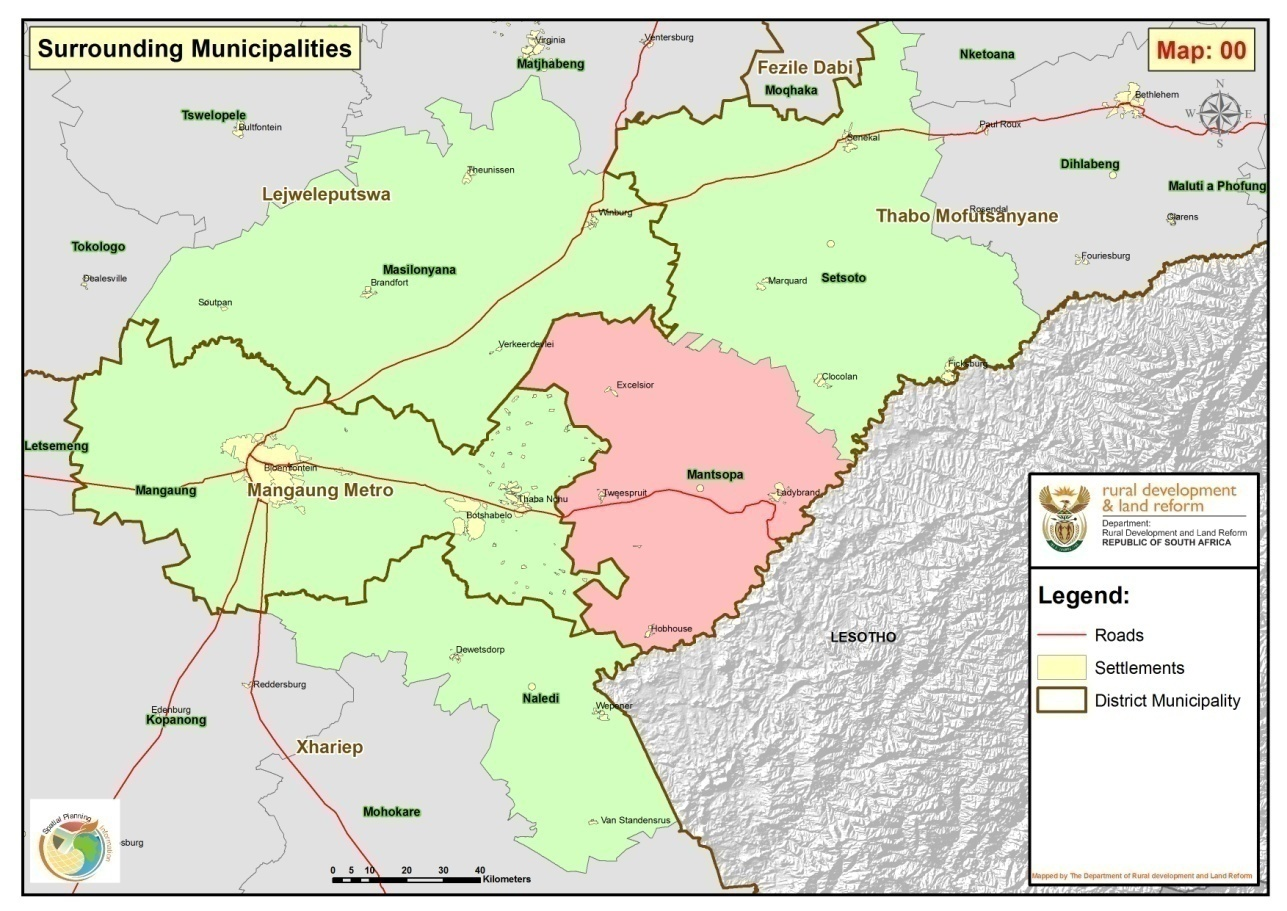 Surrounding Municipalities
Map: 00
Virginia
Matjhabeng
Ventersburg
Fezile Dabi
Moqhaka
Nketoana
Bethlehem
N
W
E
S
Tswelopele
Bultfontein
Senekal
Paul Roux
Dihlabeng
Maluti a Phofung
Theunissen
Lejweleputswa
Winburg
Rosendal
Thabo Mofutsanyane
Clarens
Tokologo
Dealesville
Masilonyana
Brandfort
Soutpan
Marquard
Setsoto
Fouriesburg
Verkeerdevlei
Excelsior
Clocolan
Ficksburg
Letsemeng
Bloemfontein
Mangaung
Mangaung Metro
Mantsopa
Tweespruit
Ladybrand
Thaba Nchu
Botshabelo
Hobhouse
LESOTHO
Dewetsdorp
Reddersburg
Naledi
Wepener
Edenburg
Kopanong
Xhariep
Mohokare
Van Standensrus
sburg
Spatial Planning
Information
0 5 10 20 30 40
Kilometers
rural development
& land reform
Department:
Rural Development and Land Reform
REPUBLIC OF SOUTH AFRICA
Legend:
Roads
Settlements
District Municipality
Mapped by The Department of Rural development and Land Reform